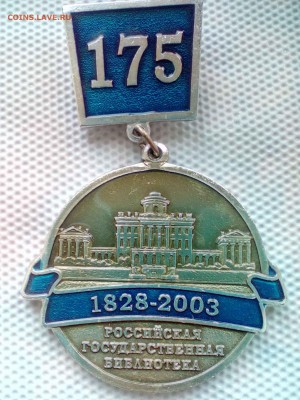 COINS.LAVE.RU
175
1828-2003
РОССИЙСКАЯ
ГОСУДАРСТВЕННАЯ
БИБЛИОТЕКА